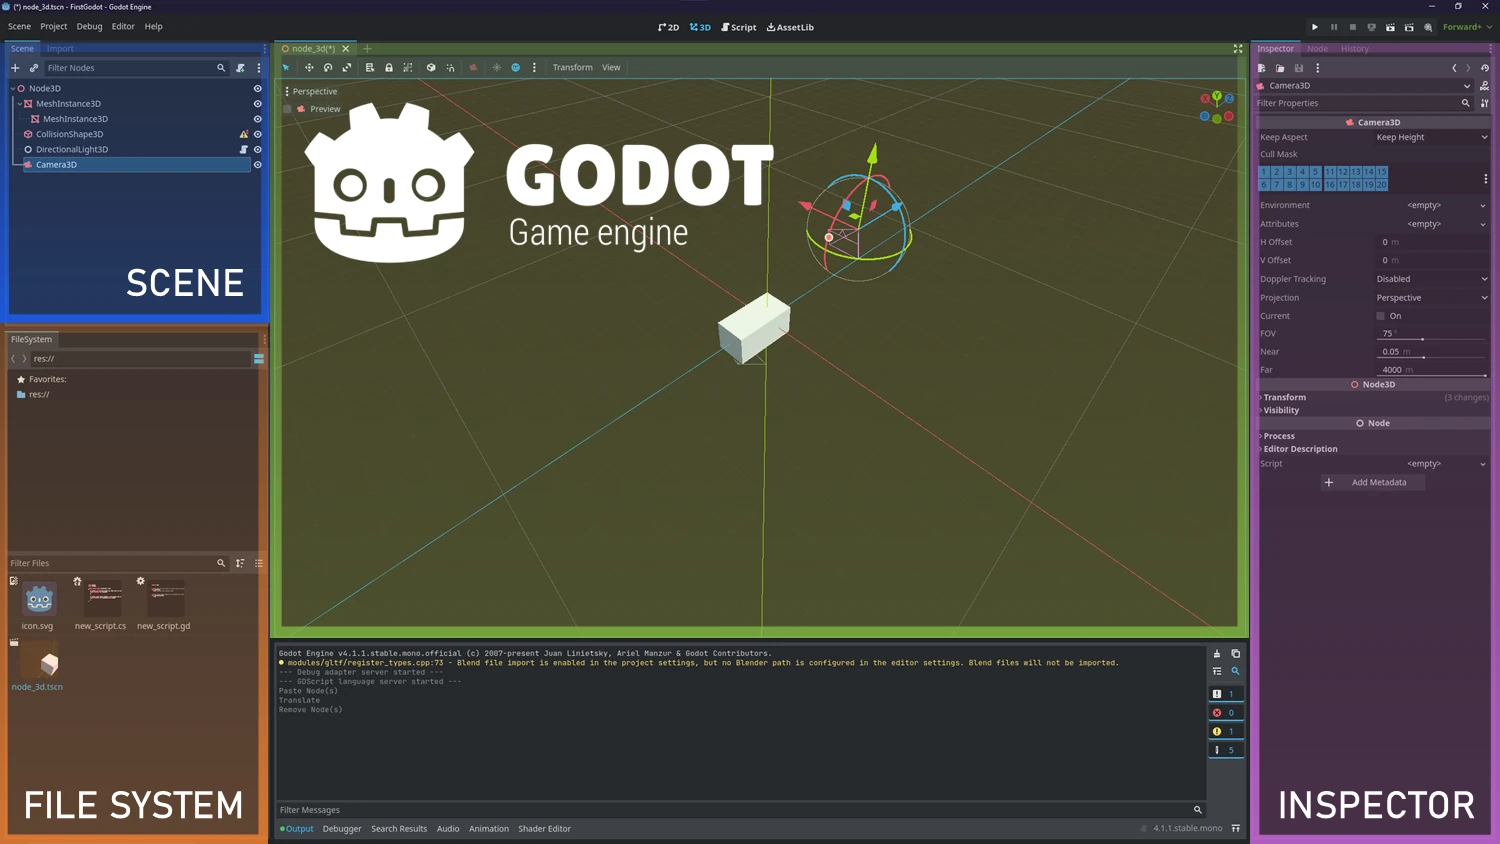 (*) node_3d.tscn - FirstGodot - Godot Engine
Scene Project Debug Editor Help
2D 3D Script AssetLib
Forward+
Scene Import
Filter Nodes
Node3D
MeshInstance3D
MeshInstance3D
CollisionShape3D
DirectionalLight3D
Camera3D
SCENE
FileSystem
res://
Favorites:
res://
Filter Files
icon.svg new_script.cs new_script.gd
node_3d.tscn
FILE SYSTEM
node_3d(*)
Transform View
Perspective
Preview
GODOT
Game engine
Y
X
Z
Godot Engine v4.1.1.stable.mono.official (c) 2007-present Juan Linietsky, Ariel Manzur & Godot Contributors.
modules/gltf/register_types.cpp:73 - Blend file import is enabled in the project settings, but no Blender path is configured in the editor settings. Blend files will not be imported.
--- Debug adapter server started ---
--- GDScript language server started ---
Paste Node(s)
Translate
Remove Node(s)
1
0
1
5
Filter Messages
Output Debugger Search Results Audio Animation Shader Editor
4.1.1.stable.mono
Inspector Node History
Camera3D
Filter Properties
Camera3D
Keep Aspect Keep Height
Cull Mask
1 2 3 4 5 11 12 13 14 15
6 7 8 9 10 16 17 18 19 20
Environment <empty>
Attributes <empty>
H Offset 0 m
V Offset 0 m
Doppler Tracking Disabled
Projection Perspective
Current On
FOV 75 °
Near 0.05 m
Far 4000 m
Node3D
Transform (3 changes)
Visibility
Node
Process
Editor Description
Script <empty>
Add Metadata
INSPECTOR